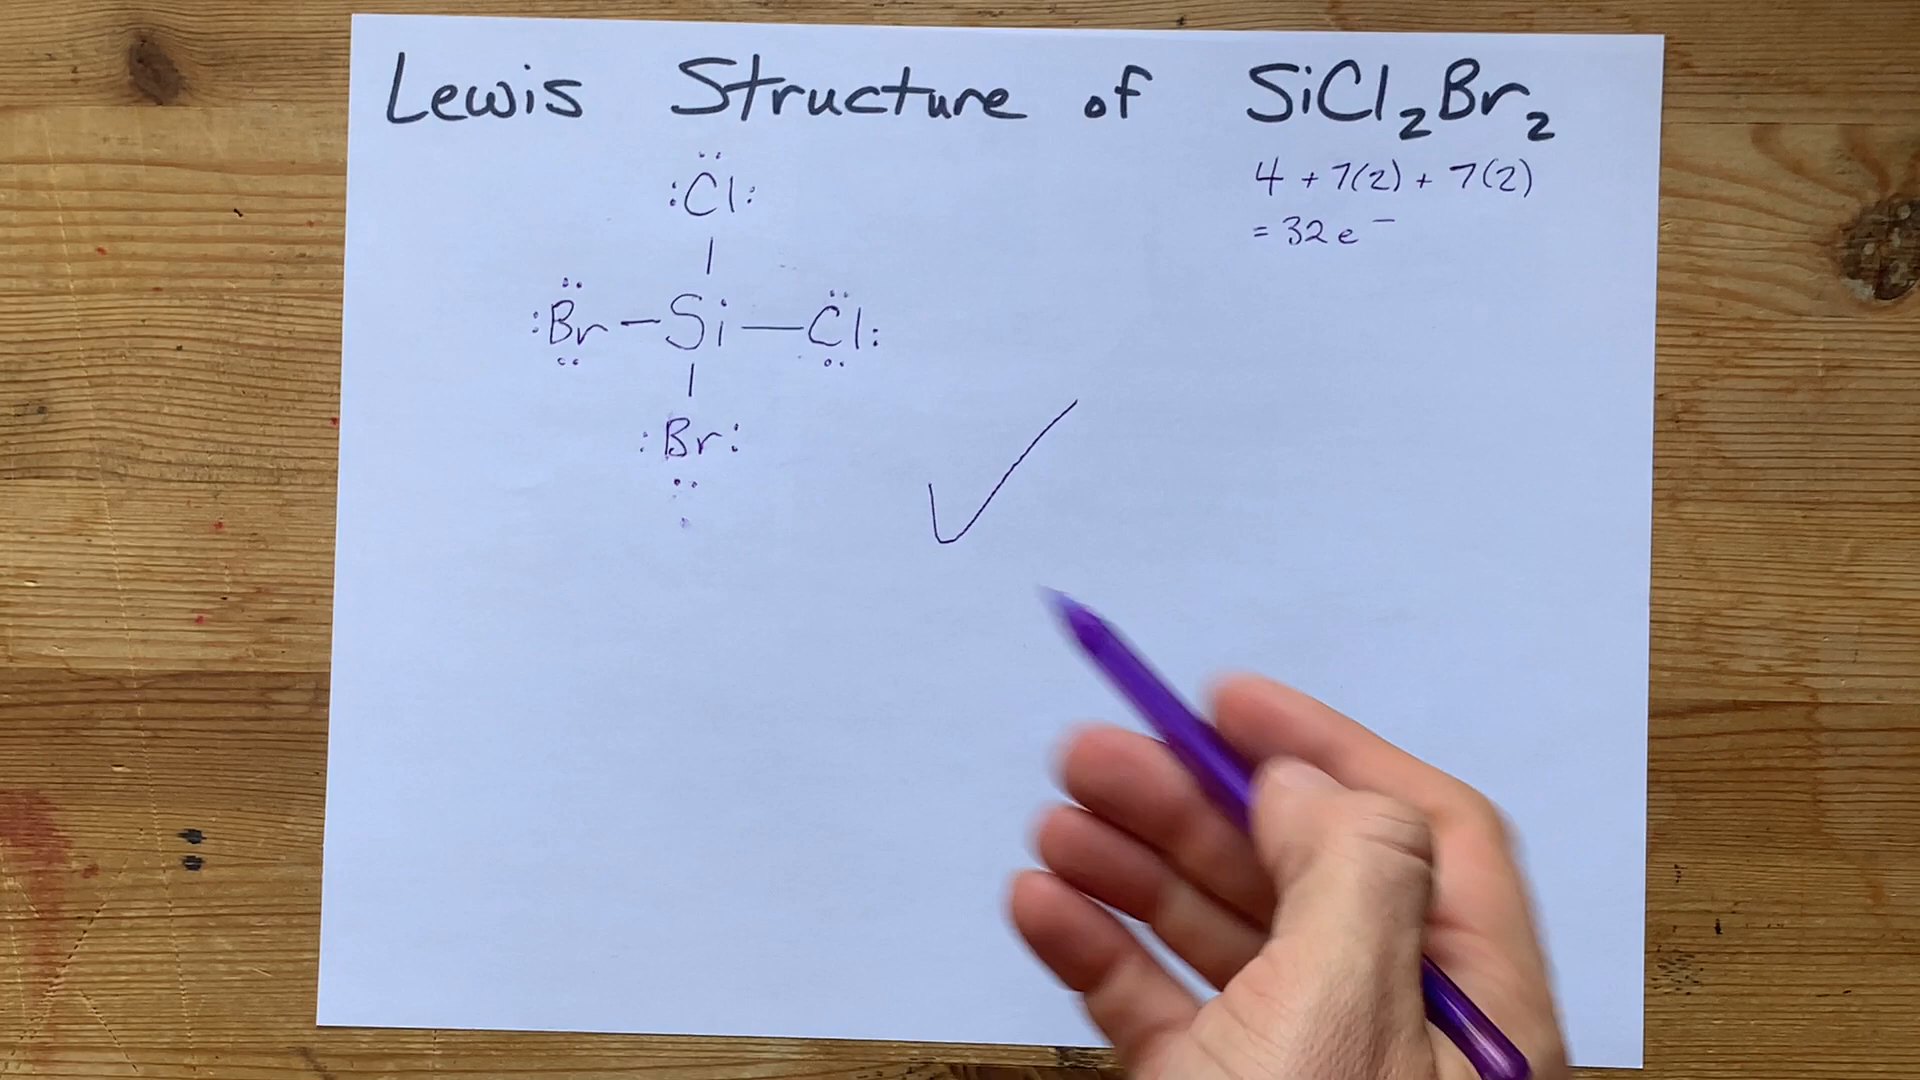 Lewis Structure of SiCl₂Br₂
4 + 7(2) + 7(2)
= 32 e⁻
:Cl:
:Br–Si–Cl:
:Br: